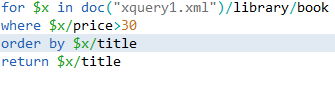 for $x in doc("xquery1.xml")/library/book
where $x/price>30
order by $x/title
return $x/title